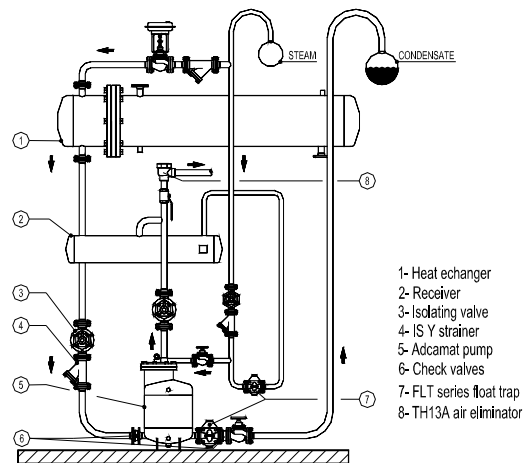 STEAM
CONDENSATE
1
8
2
3
4
5
6
7
1- Heat echanger
2- Receiver
3- Isolating valve
4- IS Y strainer
5- Adcamat pump
6- Check valves
7- FLT series float trap
8- TH13A air eliminator